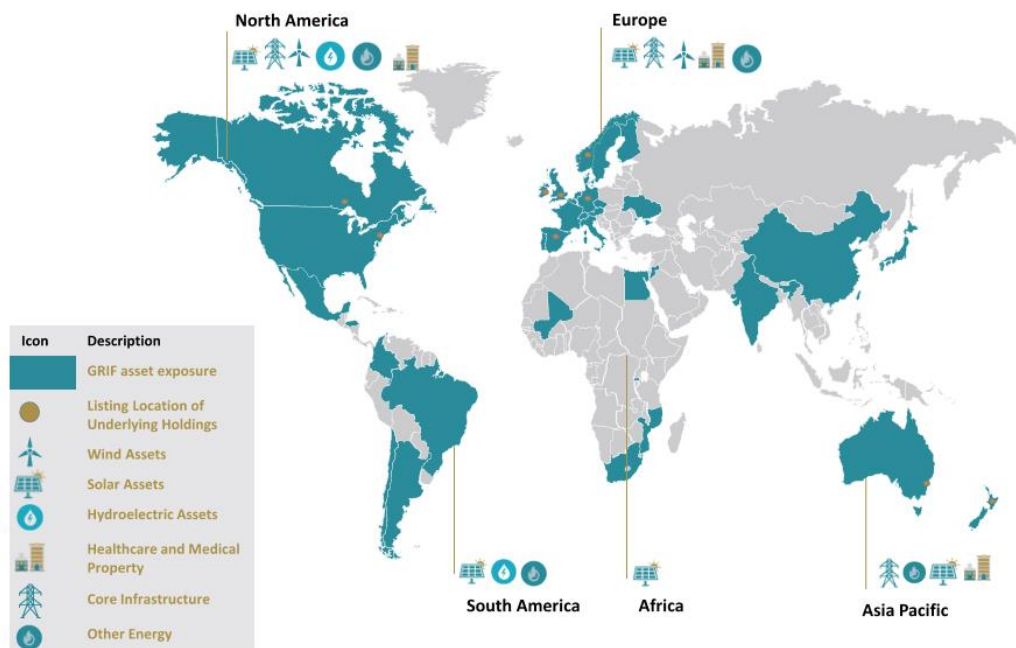 North America
Europe
Icon Description
GRIF asset exposure
Listing Location of
Underlying Holdings
Wind Assets
Solar Assets
Hydroelectric Assets
Healthcare and Medical
Property
Core Infrastructure
Other Energy
South America
Africa
Asia Pacific